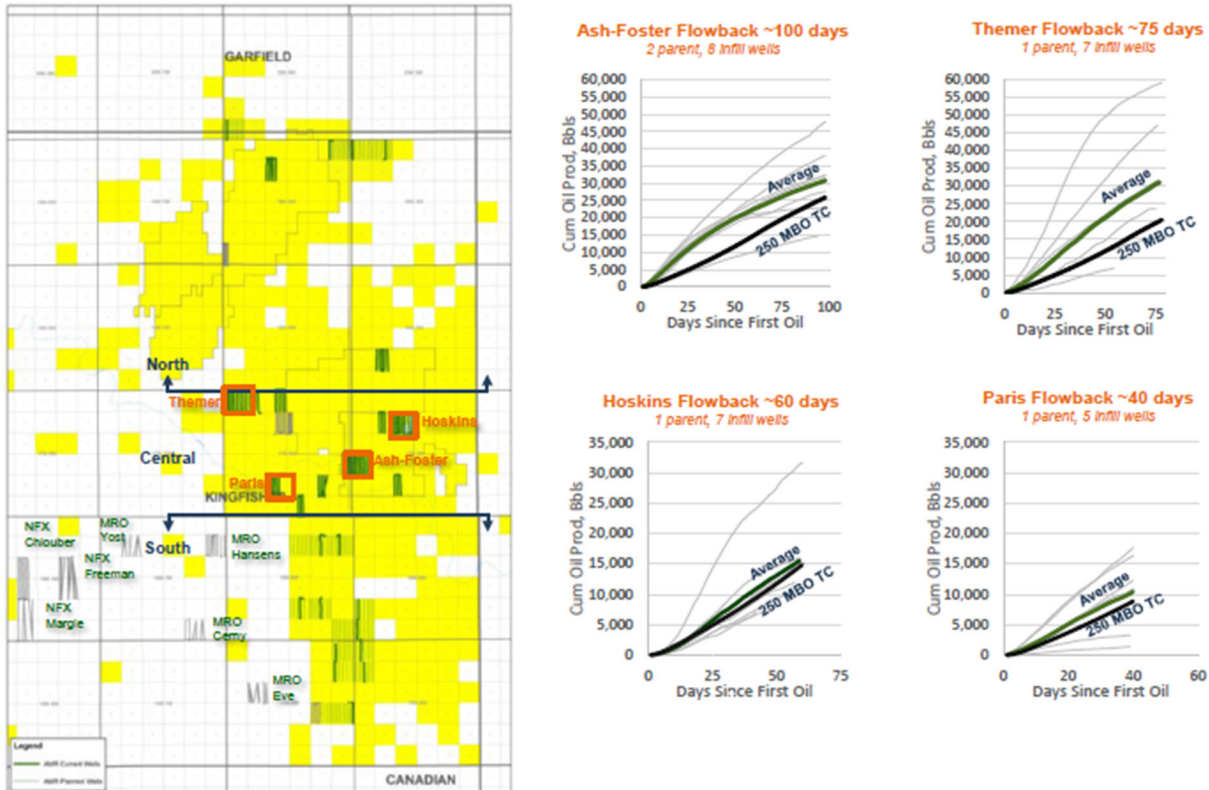 GARFIELD
North
Themer
Hoskins
Central
Ash-Foster
Paris
KINGFISH
NFX
Chlouber
MRO
Yost
South
MRO
Hansens
NFX
Freeman
NFX
Margie
MRO
Cerny
MRO
Eve
Legend
AMR Current Wells
AMR Planned Wells
CANADIAN
Ash-Foster Flowback ~100 days
2 parent, 8 Infill wells
Cum Oil Prod, Bbls
60,000
55,000
50,000
45,000
40,000
35,000
30,000
25,000
20,000
15,000
10,000
5,000
0
Average
250 MBO TC
0 25 50 75 100
Days Since First Oil
Themer Flowback ~75 days
1 parent, 7 Infill wells
Cum Oil Prod, Bbls
60,000
55,000
50,000
45,000
40,000
35,000
30,000
25,000
20,000
15,000
10,000
5,000
0
Average
250 MBO TC
0 25 50 75
Days Since First Oil
Hoskins Flowback ~60 days
1 parent, 7 Infill wells
Cum Oil Prod, Bbls
35,000
30,000
25,000
20,000
15,000
10,000
5,000
0
Average
250 MBO TC
0 25 50 75
Days Since First Oil
Paris Flowback ~40 days
1 parent, 5 Infill wells
Cum Oil Prod, Bbls
35,000
30,000
25,000
20,000
15,000
10,000
5,000
0
Average
250 MBO TC
0 20 40 60
Days Since First Oil